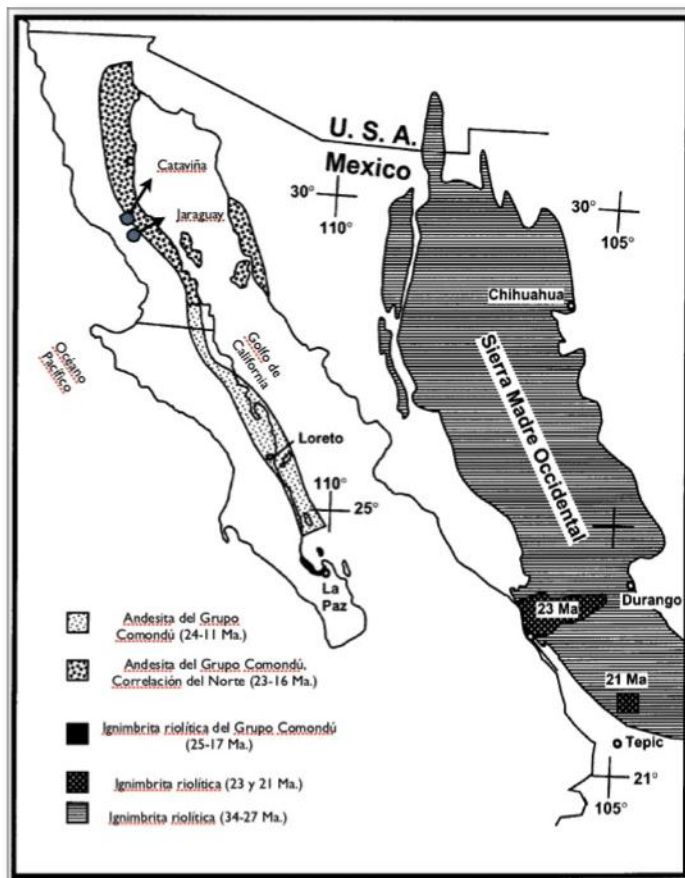 U. S. A.
Mexico
Cataviña
30°
110°
30°
105°
Jaraguay
Chihuahua
Océano
Pacífico
Golfo de
California
Sierra Madre Occidental
Loreto
110°
25°
La
Paz
23 Ma
Durango
21 Ma
Tepic
21°
105°
Andesita del Grupo
Comondú (24-11 Ma.)
Andesita del Grupo Comondú,
Correlación del Norte (23-16 Ma.)
Ignimbrita riolítica del Grupo Comondú
(25-17 Ma.)
Ignimbrita riolítica (23 y 21 Ma.)
Ignimbrita riolítica (34-27 Ma.)